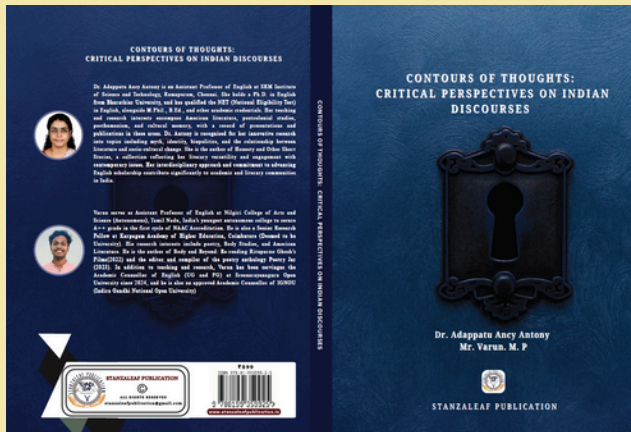 CONTOURS OF THOUGHTS:
CRITICAL PERSPECTIVES ON INDIAN DISCOURSES
Dr. Adappatu Ancy Antony is an Assistant Professor of English at SRM Institute
of Science and Technology, Ramapuram, Chennai. She holds a Ph.D. in English
from Bharathiar University, and has qualified the NET (National Eligibility Test)
in English, alongside M.Phil., B.Ed., and other academic credentials. Her teaching
and research interests encompass American literature, postcolonial studies,
posthumanism, and cultural memory, with a record of presentations and
publications in these areas. Dr. Antony is recognised for her innovative research
into topics including myth, identity, biopolitics, and the relationship between
literature and socio-cultural change. She is the author of Honesty and Other Short
Stories, a collection reflecting her literary versatility and engagement with
contemporary issues. Her interdisciplinary approach and commitment to advancing
English scholarship contribute significantly to academic and literary communities
in India.
Varun serves as Assistant Professor of English at Nilgiri College of Arts and
Science (Autonomous), Tamil Nadu, India's youngest autonomous college to secure
A++ grade in the first cycle of NAAC Accreditation. He is also a Senior Research
Fellow at Karpagam Academy of Higher Education, Coimbatore (Deemed to be
University). His research interests include poetry, Body Studies, and American
Literature. He is the author of Body and Beyond: Re-reading Rituparno Ghosh's
Films(2022) and the editor and compiler of the poetry anthology Poetry Jar
(2023). In addition to teaching and research, Varun has been serving as the
Academic Counsellor of English (UG and PG) at Sreenarayanaguru Open
University since 2024, and he is also an approved Academic Counsellor of IGNOU
(Indira Gandhi National Open University)
STANZALEAF PUBLICATION
©
ALL RIGHTS RESERVED
stanzaleafpublication@gmail.com
₹399
www.stanzaleafpublication.in
CONTOURS OF THOUGHTS: CRITICAL PERSPECTIVES ON INDIAN DISCOURSES
CONTOURS OF THOUGHTS:
CRITICAL PERSPECTIVES ON INDIAN
DISCOURSES
Dr. Adappatu Ancy Antony
Mr. Varun. M. P
STANZALEAF PUBLICATION